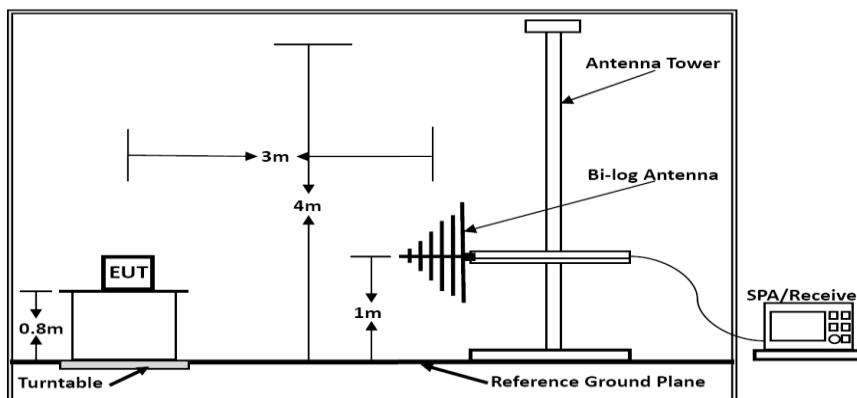 Antenna Tower
3m
Bi-log Antenna
4m
EUT
SPA/Receive
0.8m
1m
Turntable
Reference Ground Plane